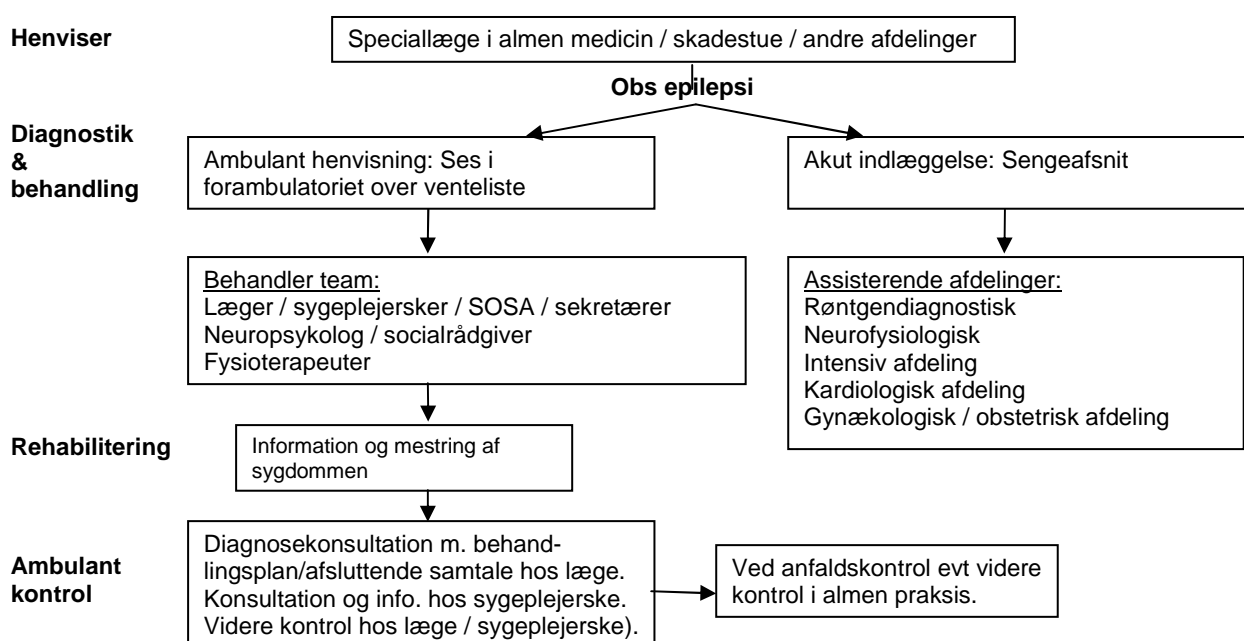 Henviser
Speciallæge i almen medicin / skadestue / andre afdelinger
Obs epilepsi
Diagnostik
&
behandling
Ambulant henvisning: Ses i
forambulatoriet over venteliste
Akut indlæggelse: Sengeafsnit
Behandler team:
Læger / sygeplejersker / SOSA / sekretærer
Neuropsykolog / socialrådgiver
Fysioterapeuter
Assisterende afdelinger:
Røntgendiagnostisk
Neurofysiologisk
Intensiv afdeling
Kardiologisk afdeling
Gynækologisk / obstetrisk afdeling
Rehabilitering
Information og mestring af
sygdommen
Ambulant
kontrol
Diagnosekonsultation m. behand-
lingsplan/afsluttende samtale hos læge.
Konsultation og info. hos sygeplejerske.
Videre kontrol hos læge / sygeplejerske).
Ved anfaldskontrol evt videre
kontrol i almen praksis.